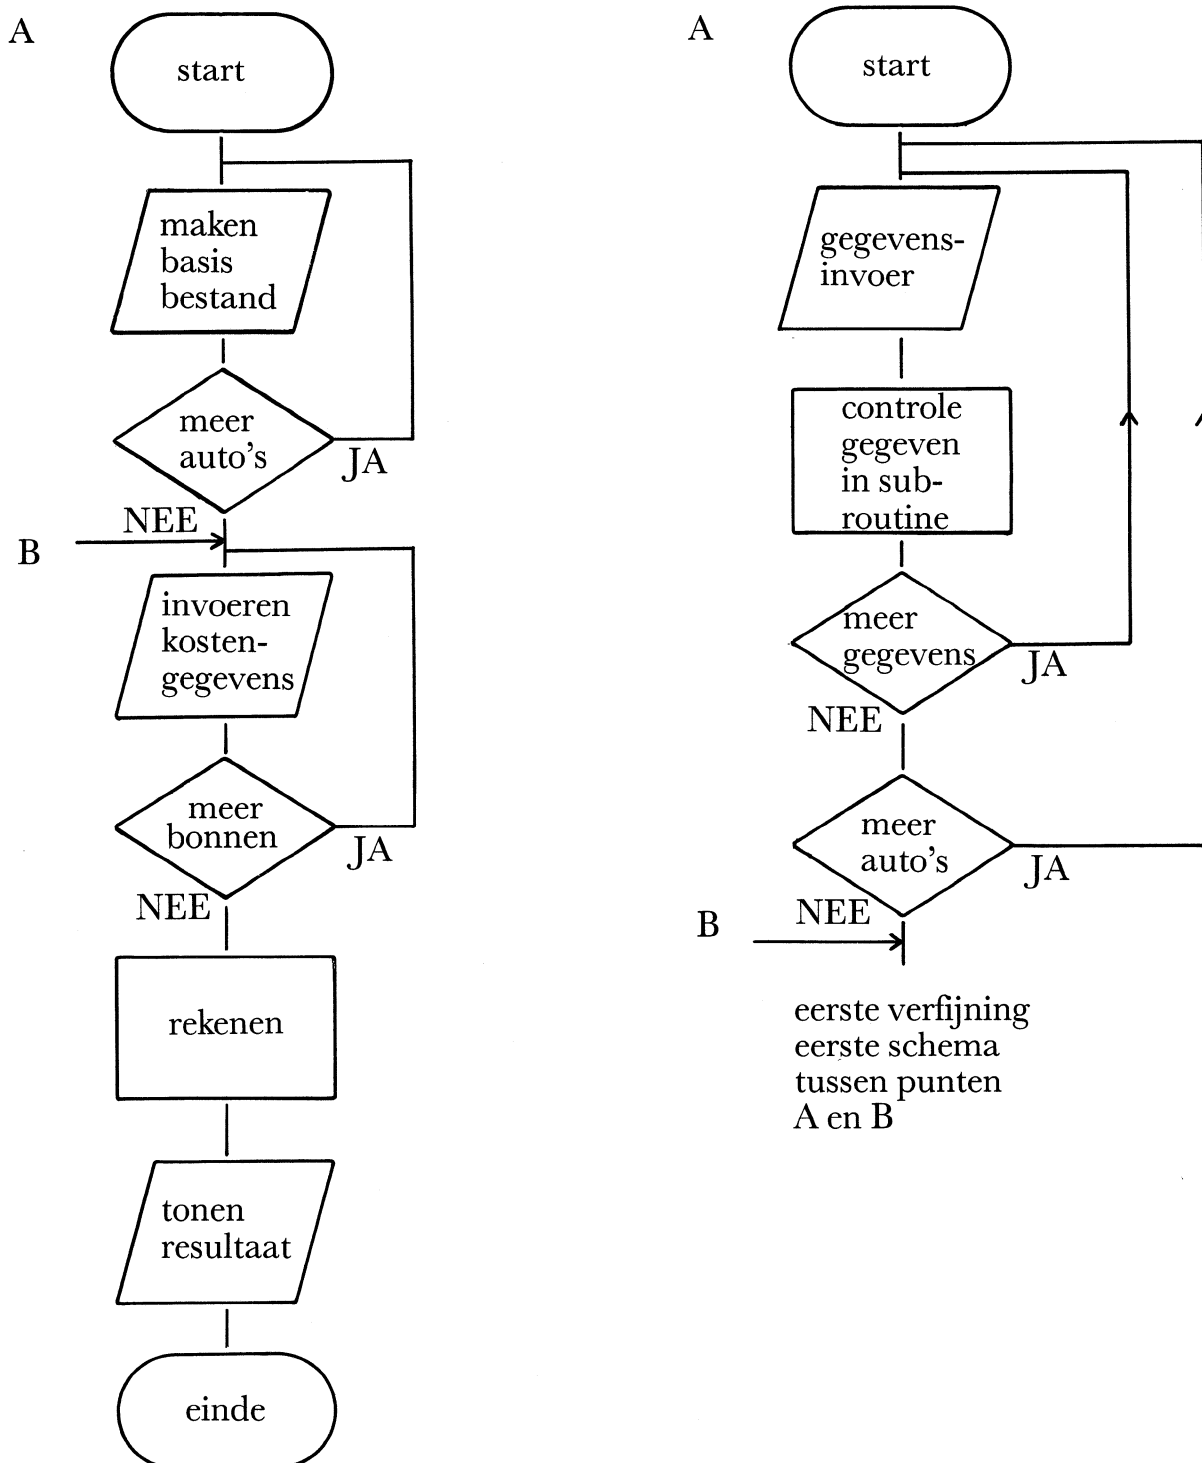 A
start
maken
basis
bestand
meer
auto's
JA
NEE
B
invoeren
kosten-
gegevens
meer
bonnen
JA
NEE
rekenen
tonen
resultaat
einde
A
start
gegevens-
invoer
controle
gegeven
in sub-
routine
meer
gegevens
JA
NEE
meer
auto's
JA
NEE
B
eerste verfijning
eerste schema
tussen punten
A en B